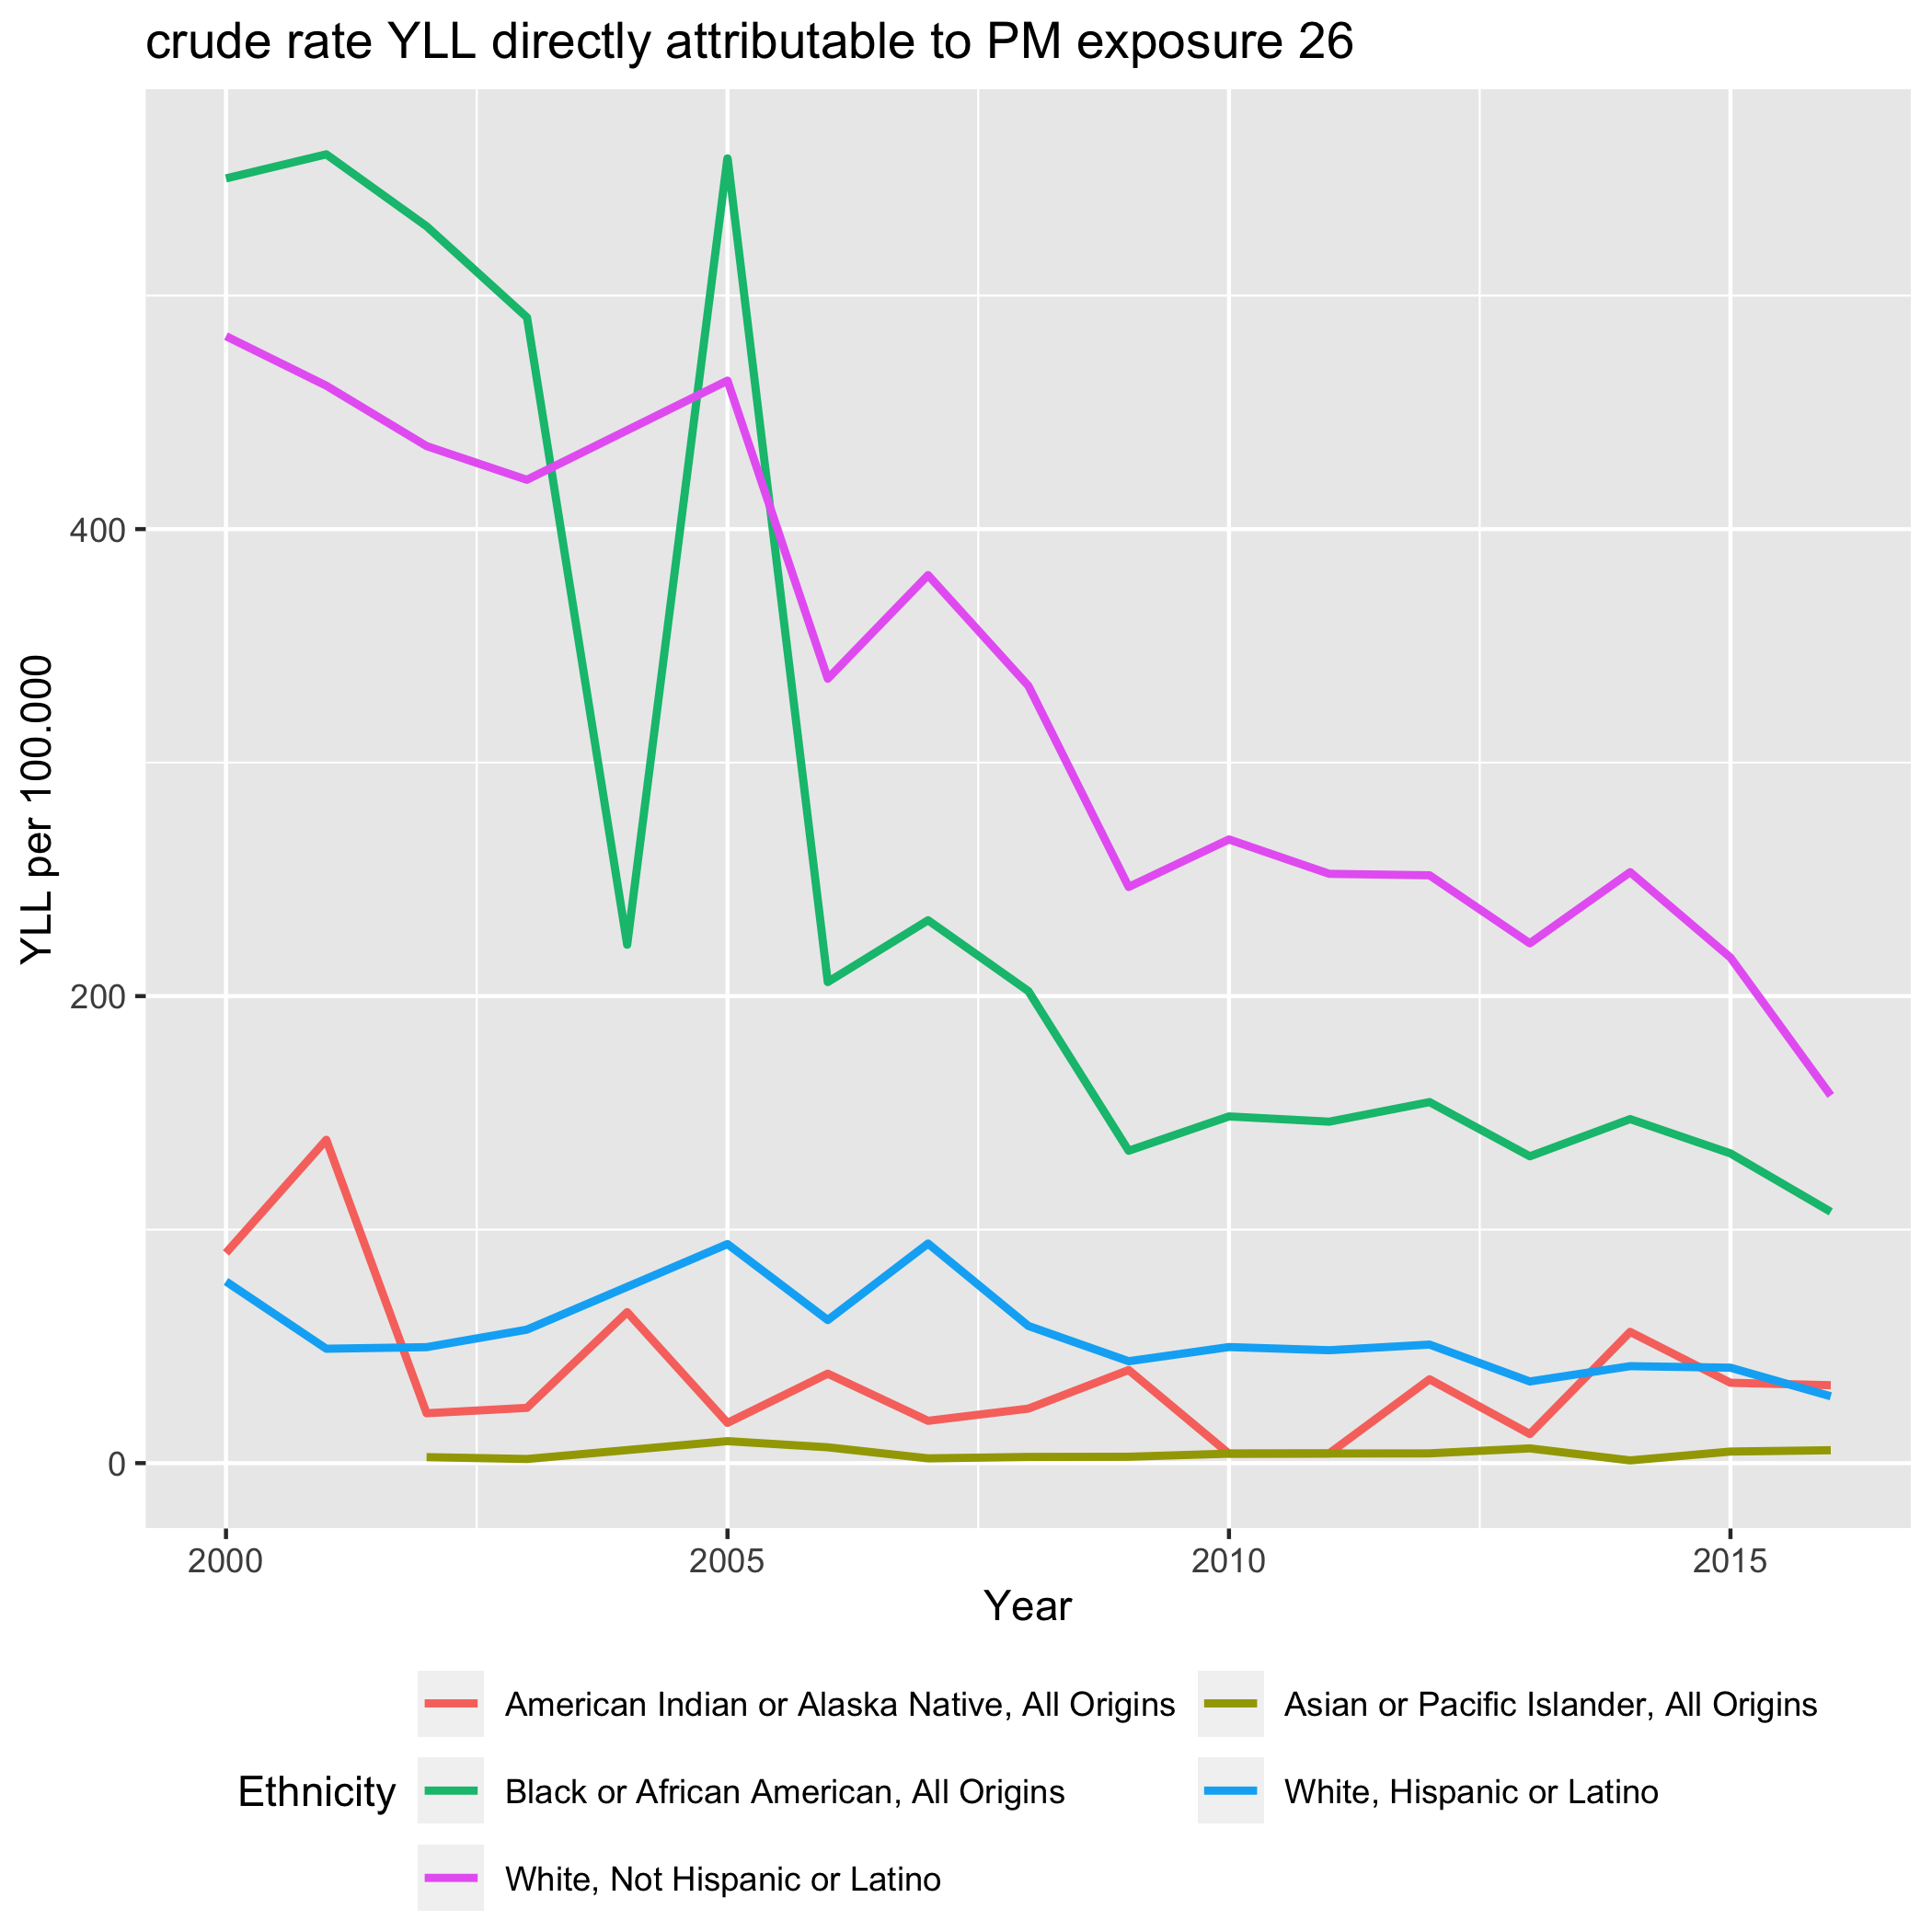 crude rate YLL directly attributable to PM exposure 26
YLL per 100.000
400
200
0
2000 2005 2010 2015
Year
Ethnicity
American Indian or Alaska Native, All Origins
Asian or Pacific Islander, All Origins
Black or African American, All Origins
White, Hispanic or Latino
White, Not Hispanic or Latino